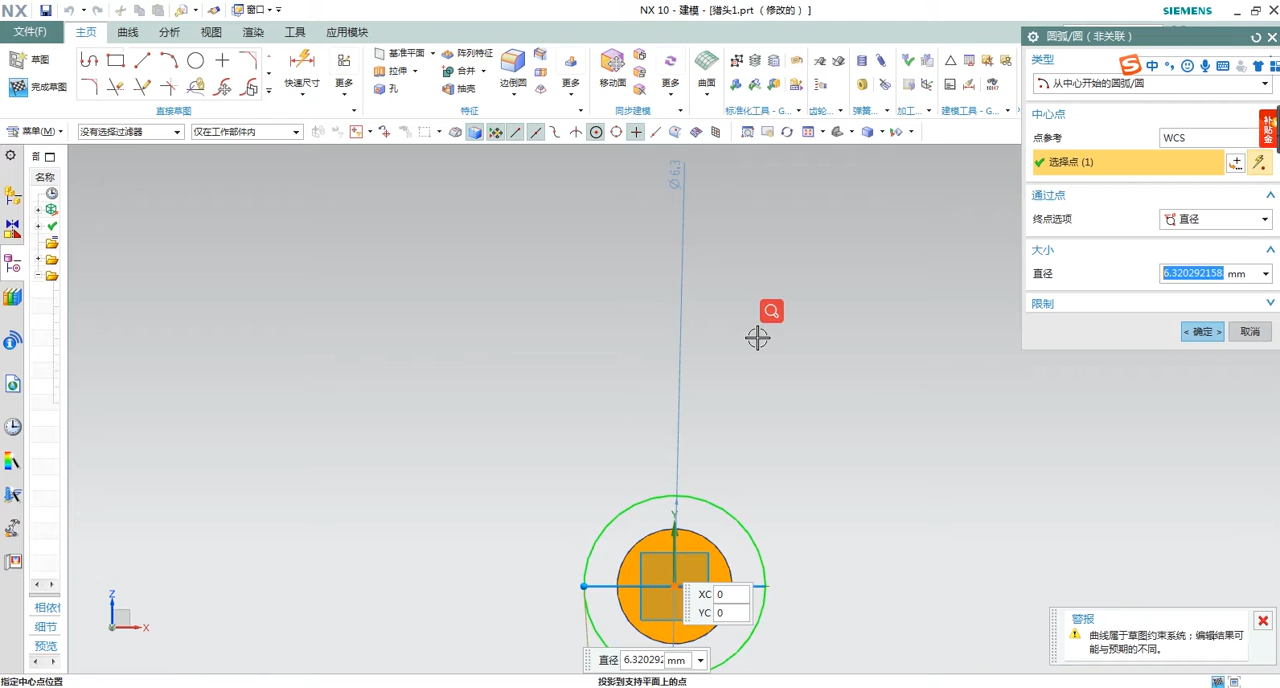 NX
窗口
NX 10 - 建模 - [猎头1.prt （修改的） ]
SIEMENS
文件(F)
主页
曲线
分析
视图
渲染
工具
应用模块
草图
完成草图
快速尺寸
更多
基准平面
拉伸
孔
阵列特征
合并
抽壳
边倒圆
更多
移动面
更多
曲面
直接草图
特征
同步建模
标准化工具 - G...
齿轮...
弹簧...
加工...
建模工具 - G...
菜单(M)
没有选择过滤器
仅在工作部件内
部
名称
相依性
细节
预览
Ø 6.3
Y
XC 0
YC 0
直径 6.32029 mm
Z
X
圆弧/圆 (非关联)
类型
中
从中心开始的圆弧/圆
中心点
点参考
WCS
补贴金
选择点 (1)
通过点
终点选项
直径
大小
直径
6.320292158 mm
限制
< 确定 >
取消
警报
曲线属于草图约束系统；编辑结果可
能与预期的不同。
指定中心点位置
投影到支持平面上的点